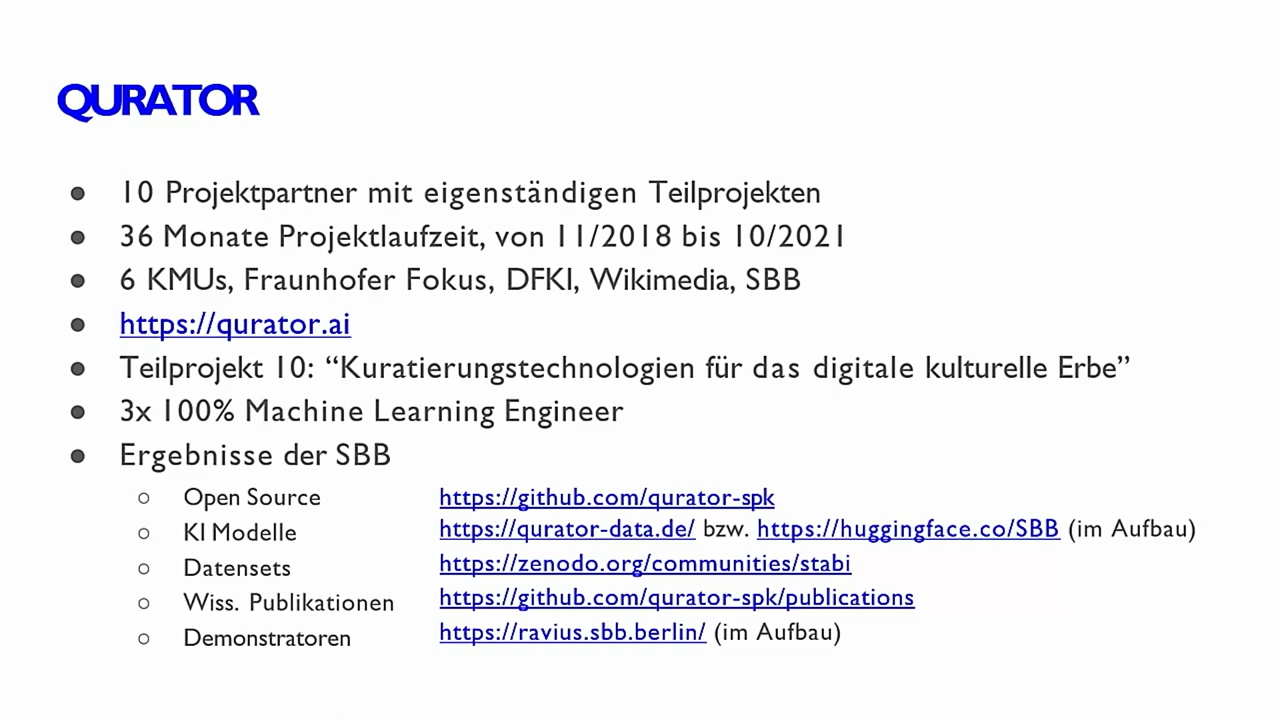 QURATOR
● 10 Projektpartner mit eigenständigen Teilprojekten
● 36 Monate Projektlaufzeit, von 11/2018 bis 10/2021
● 6 KMUs, Fraunhofer Fokus, DFKI, Wikimedia, SBB
● https://qurator.ai
● Teilprojekt 10: “Kuratierungstechnologien für das digitale kulturelle Erbe”
● 3x 100% Machine Learning Engineer
● Ergebnisse der SBB
○ Open Source https://github.com/qurator-spk
○ KI Modelle https://qurator-data.de/ bzw. https://huggingface.co/SBB (im Aufbau)
○ Datensets https://zenodo.org/communities/stabi
○ Wiss. Publikationen https://github.com/qurator-spk/publications
○ Demonstratoren https://ravius.sbb.berlin/ (im Aufbau)